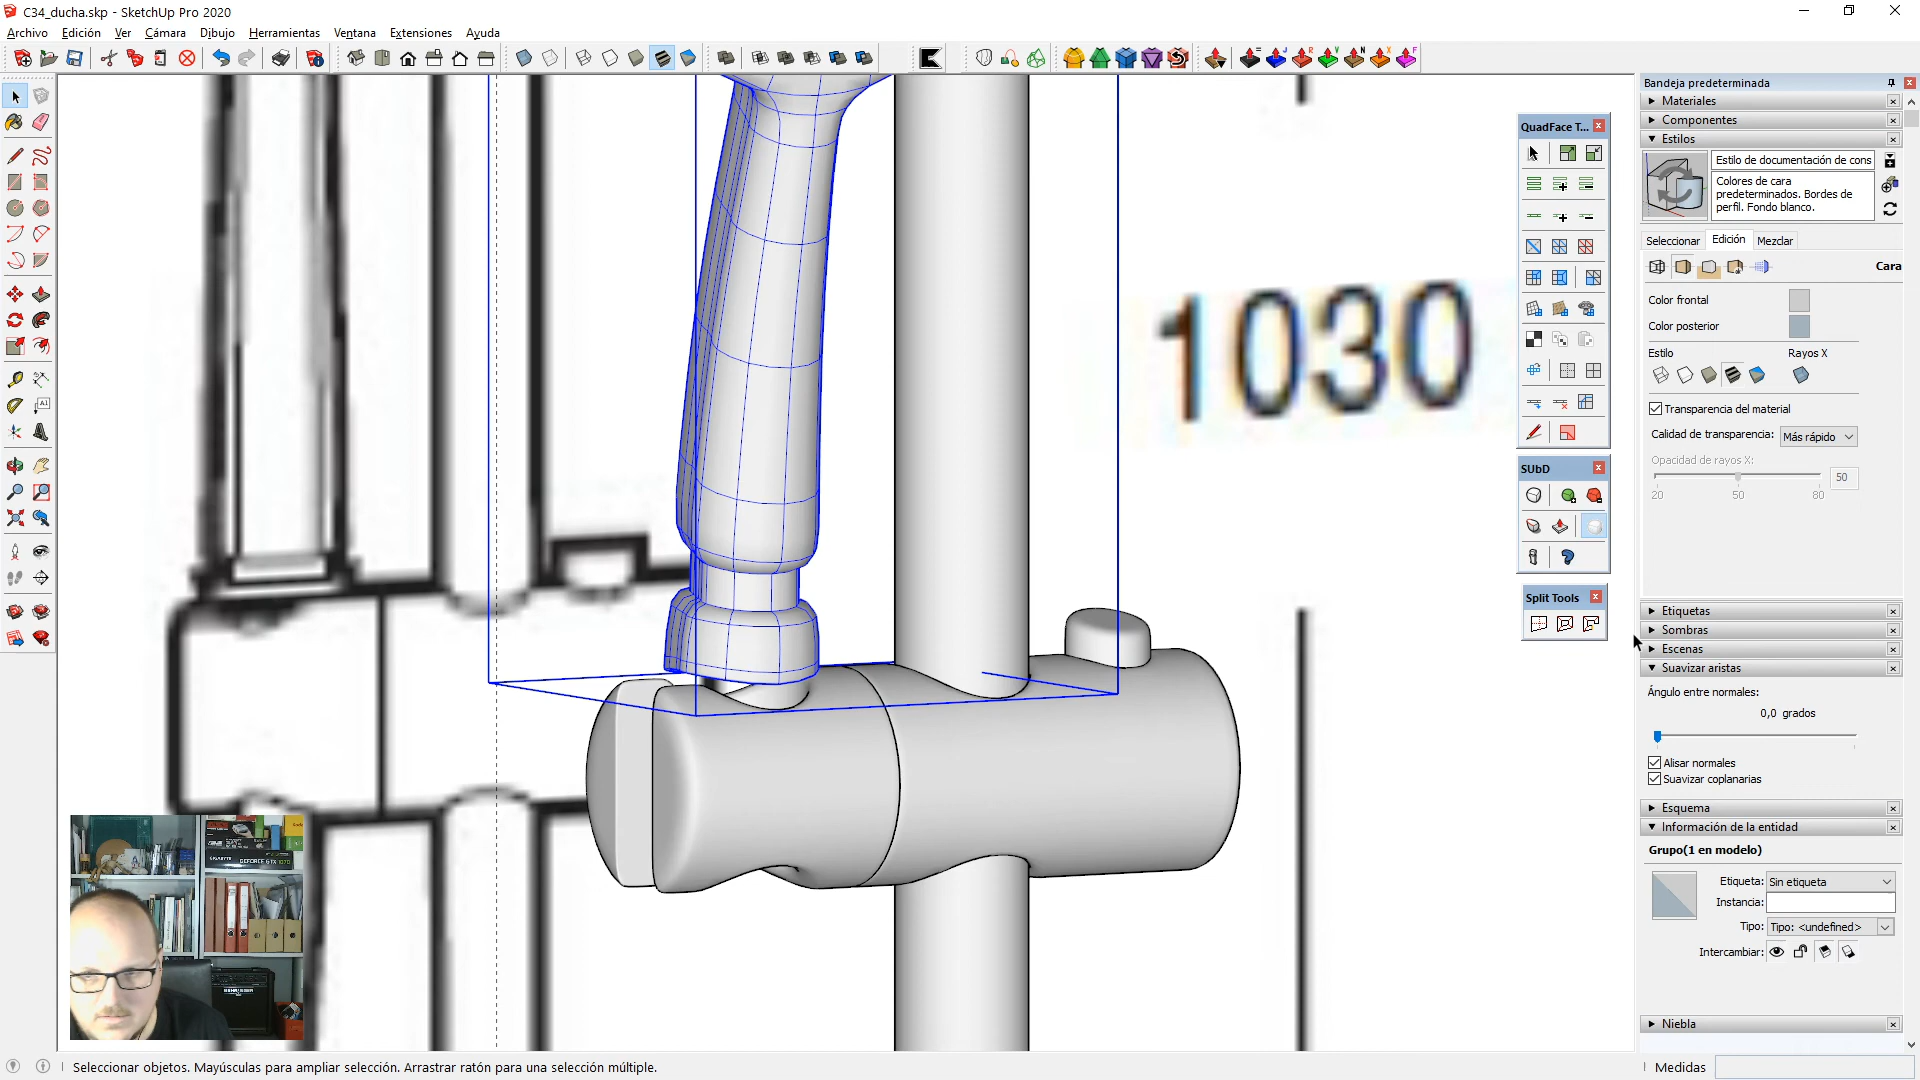 C34_ducha.skp - SketchUp Pro 2020
Archivo Edición Ver Cámara Dibujo Herramientas Ventana Extensiones Ayuda
Bandeja predeterminada
Materiales
Componentes
Estilos
Estilo de documentación de cons
Colores de cara
predeterminados. Bordes de
perfil. Fondo blanco.
Seleccionar Edición Mezclar
Cara
Color frontal
Color posterior
Estilo Rayos X
Transparencia del material
Calidad de transparencia: Más rápido
Opacidad de rayos X:
50
20 50 80
Etiquetas
Sombras
Escenas
Suavizar aristas
Ángulo entre normales:
0,0 grados
Alisar normales
Suavizar coplanarias
Esquema
Información de la entidad
Grupo(1 en modelo)
Etiqueta: Sin etiqueta
Instancia:
Tipo: Tipo: <undefined>
Intercambiar:
Niebla
QuadFace T...
SUbD
Split Tools
1030
GIGABYTE
GEFORCE GTX 1070
Seleccionar objetos. Mayúsculas para ampliar selección. Arrastrar ratón para una selección múltiple.
Medidas